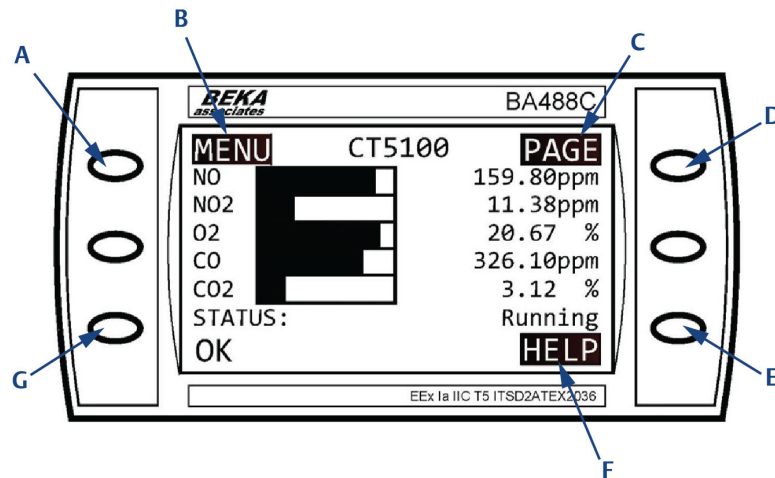 B
C
A
D
BEKA
associates
BA488C
MENU CT5100 PAGE
NO 159.80ppm
NO2 11.38ppm
O2 20.67 %
CO 326.10ppm
CO2 3.12 %
STATUS: Running
OK HELP
G
E
EEx Ia IIC T5 ITSD2ATEX2036
F